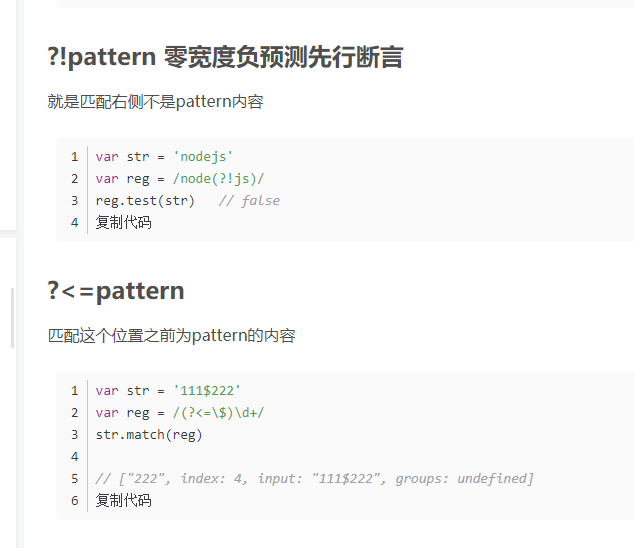 ?!pattern 零宽度负预测先行断言
就是匹配右侧不是pattern内容
1 var str = 'nodejs'
2 var reg = /node(?!js)/
3 reg.test(str)   // false
4 复制代码
?<=pattern
匹配这个位置之前为pattern的内容
1 var str = '111$222'
2 var reg = /(?<=\$)\d+/
3 str.match(reg)
4
5 // ["222", index: 4, input: "111$222", groups: undefined]
6 复制代码